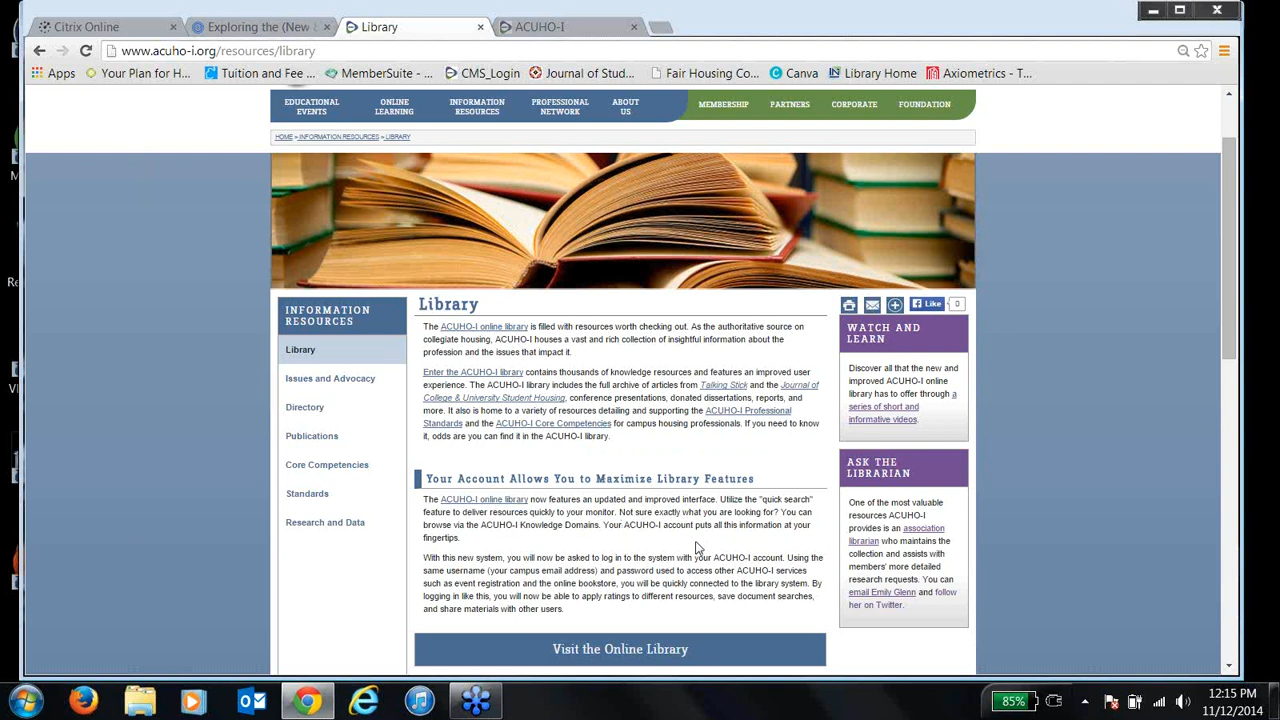 Citrix Online
Exploring the (New &
Library
ACUHO-I
www.acuho-i.org/resources/library
Apps
Your Plan for H...
Tuition and Fee ...
MemberSuite - ...
CMS_Login
Journal of Stud...
Fair Housing Co...
Canva
Library Home
Axiometrics - T...
EDUCATIONAL EVENTS
ONLINE LEARNING
INFORMATION RESOURCES
PROFESSIONAL NETWORK
ABOUT US
MEMBERSHIP
PARTNERS
CORPORATE
FOUNDATION
HOME » INFORMATION RESOURCES » LIBRARY
INFORMATION
RESOURCES
Library
Issues and Advocacy
Directory
Publications
Core Competencies
Standards
Research and Data
Library
The ACUHO-I online library is filled with resources worth checking out. As the authoritative source on
collegiate housing, ACUHO-I houses a vast and rich collection of insightful information about the
profession and the issues that impact it.
Enter the ACUHO-I library contains thousands of knowledge resources and features an improved user
experience. The ACUHO-I library includes the full archive of articles from Talking Stick and the Journal of
College & University Student Housing, conference presentations, donated dissertations, reports, and
more. It also is home to a variety of resources detailing and supporting the ACUHO-I Professional
Standards and the ACUHO-I Core Competencies for campus housing professionals. If you need to know
it, odds are you can find it in the ACUHO-I library.
Your Account Allows You to Maximize Library Features
The ACUHO-I online library now features an updated and improved interface. Utilize the "quick search"
feature to deliver resources quickly to your monitor. Not sure exactly what you are looking for? You can
browse via the ACUHO-I Knowledge Domains. Your ACUHO-I account puts all this information at your
fingertips.
With this new system, you will now be asked to log in to the system with your ACUHO-I account. Using the
same username (your campus email address) and password used to access other ACUHO-I services
such as event registration and the online bookstore, you will be quickly connected to the library system. By
logging in like this, you will now be able to apply ratings to different resources, save document searches,
and share materials with other users.
Visit the Online Library
Like
0
WATCH AND
LEARN
Discover all that the new and
improved ACUHO-I online
library has to offer through a
series of short and
informative videos.
ASK THE
LIBRARIAN
One of the most valuable
resources ACUHO-I
provides is an association
librarian who maintains the
collection and assists with
members' more detailed
research requests. You can
email Emily Glenn and follow
her on Twitter.
85%
12:15 PM
11/12/2014